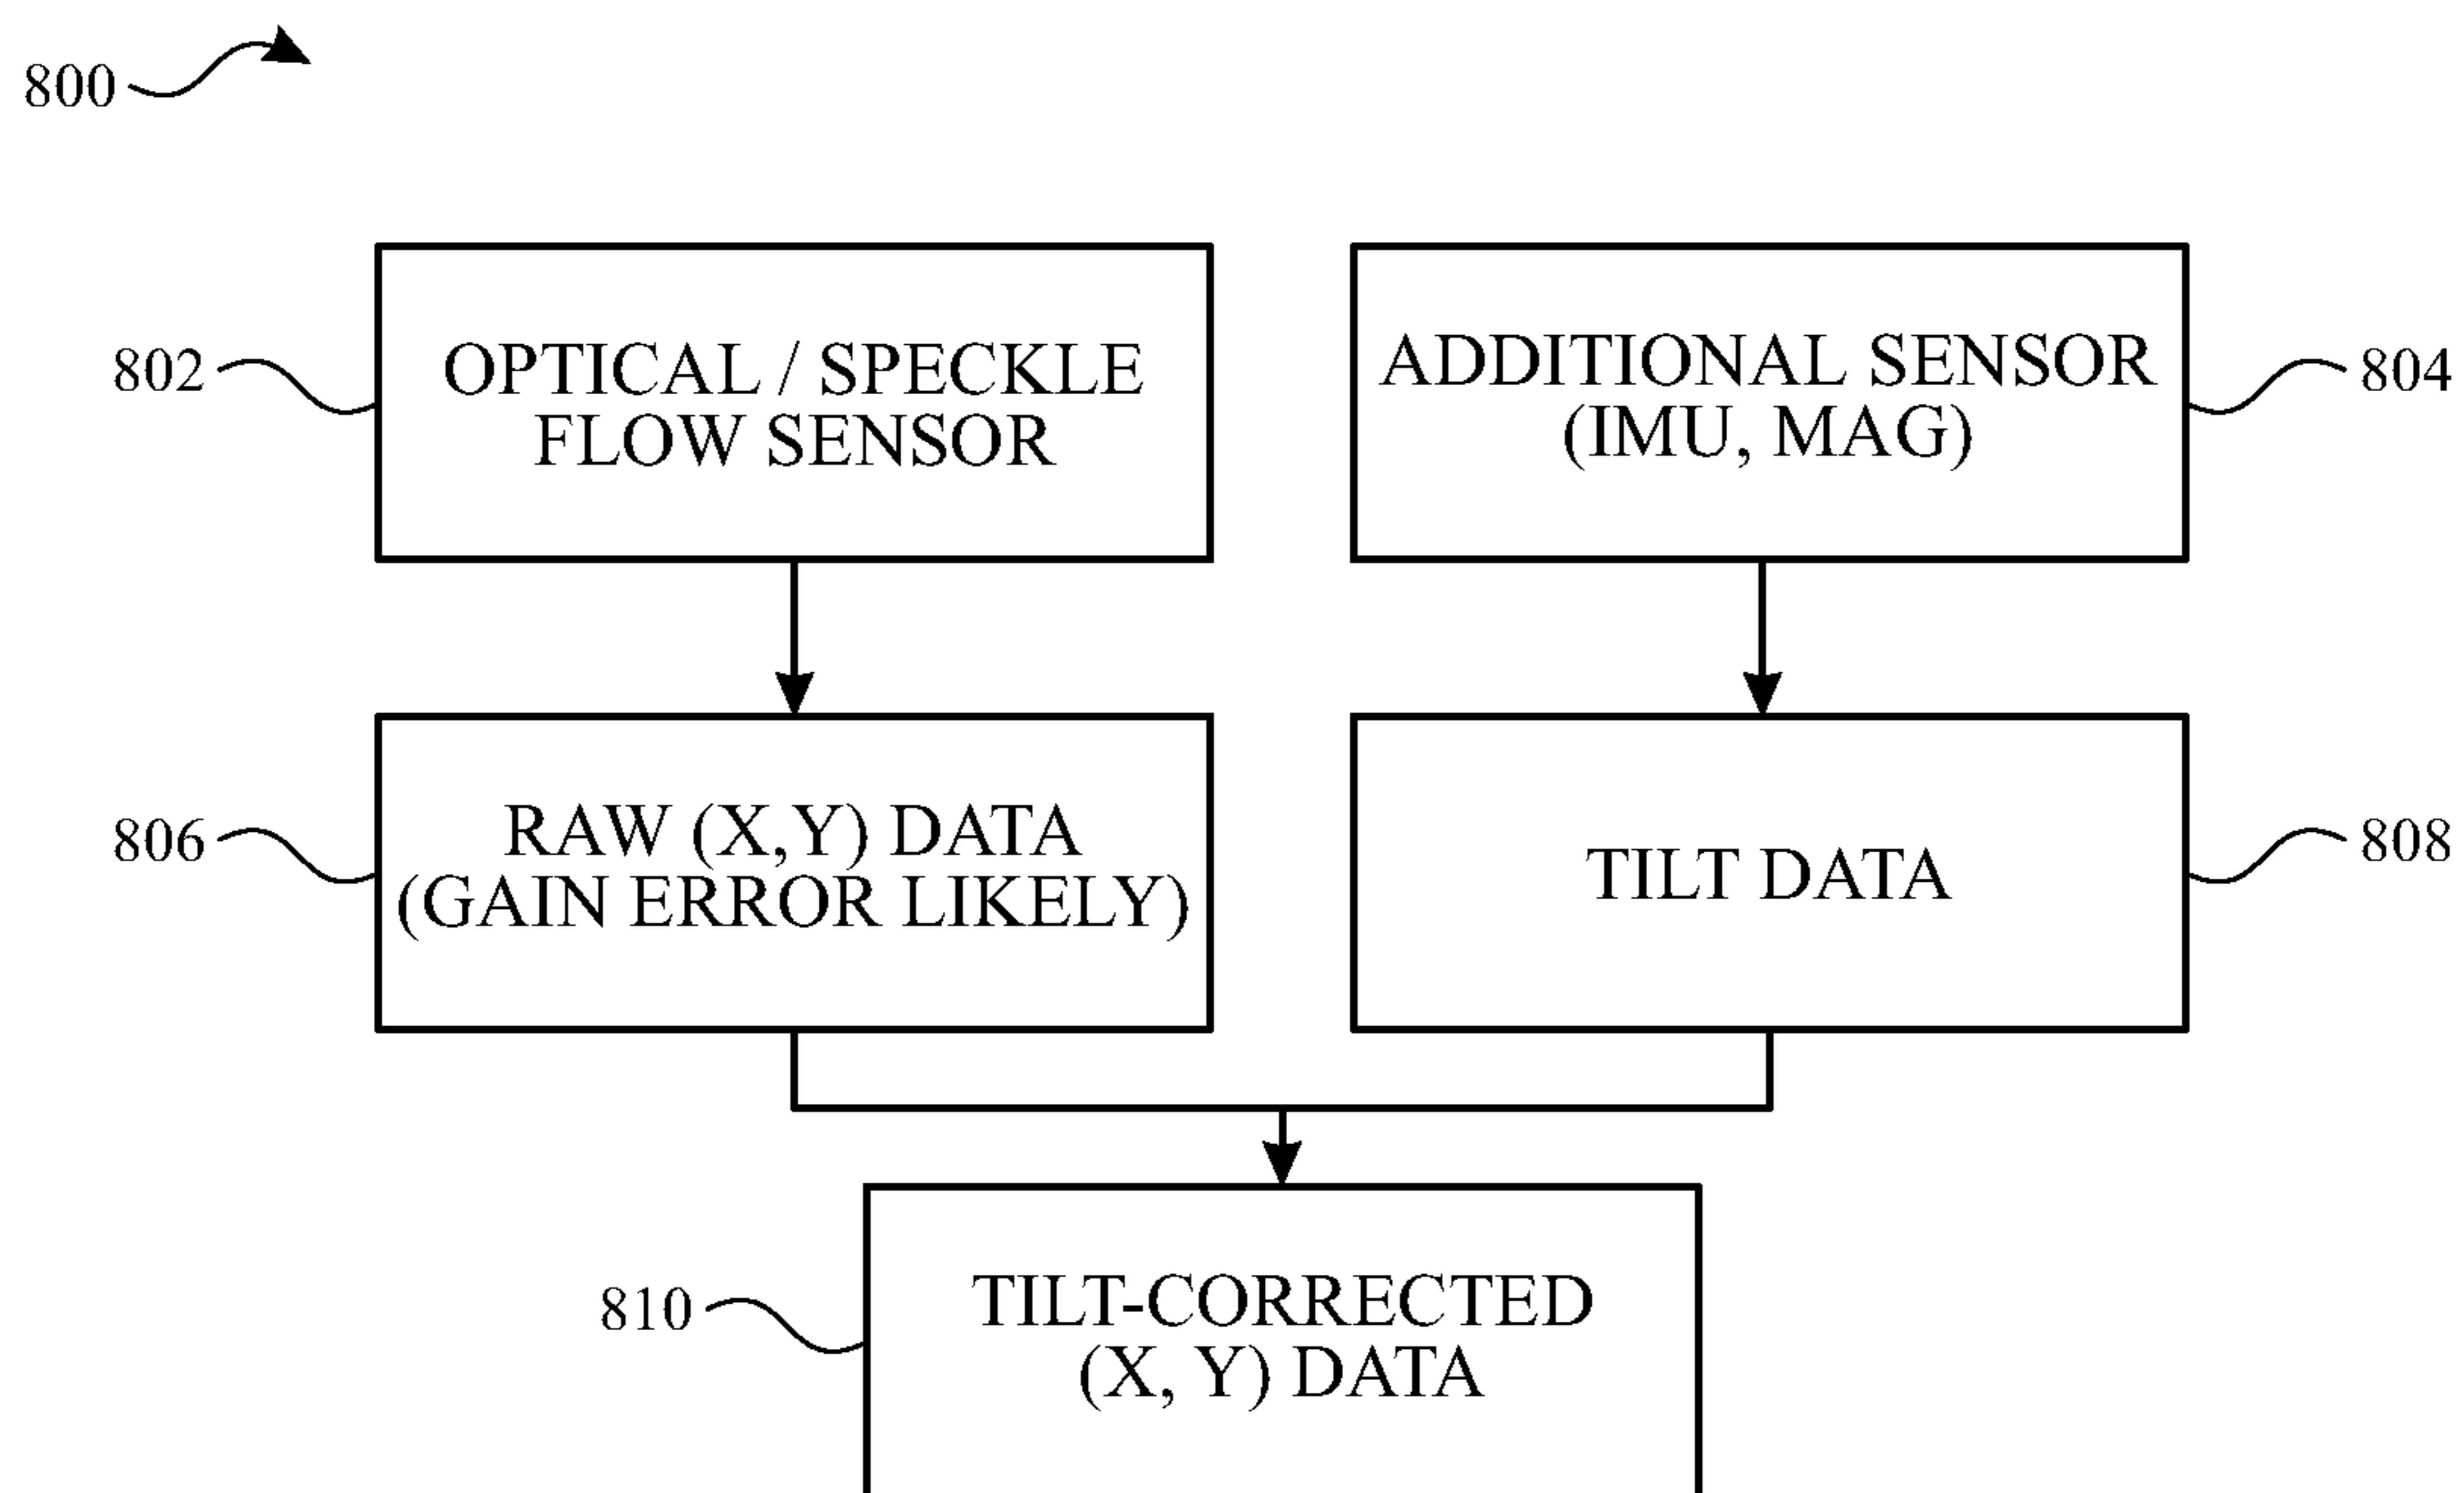 800
802
OPTICAL / SPECKLE
FLOW SENSOR
ADDITIONAL SENSOR
(IMU, MAG)
804
806
RAW (X,Y) DATA
(GAIN ERROR LIKELY)
TILT DATA
808
810
TILT-CORRECTED
(X, Y) DATA